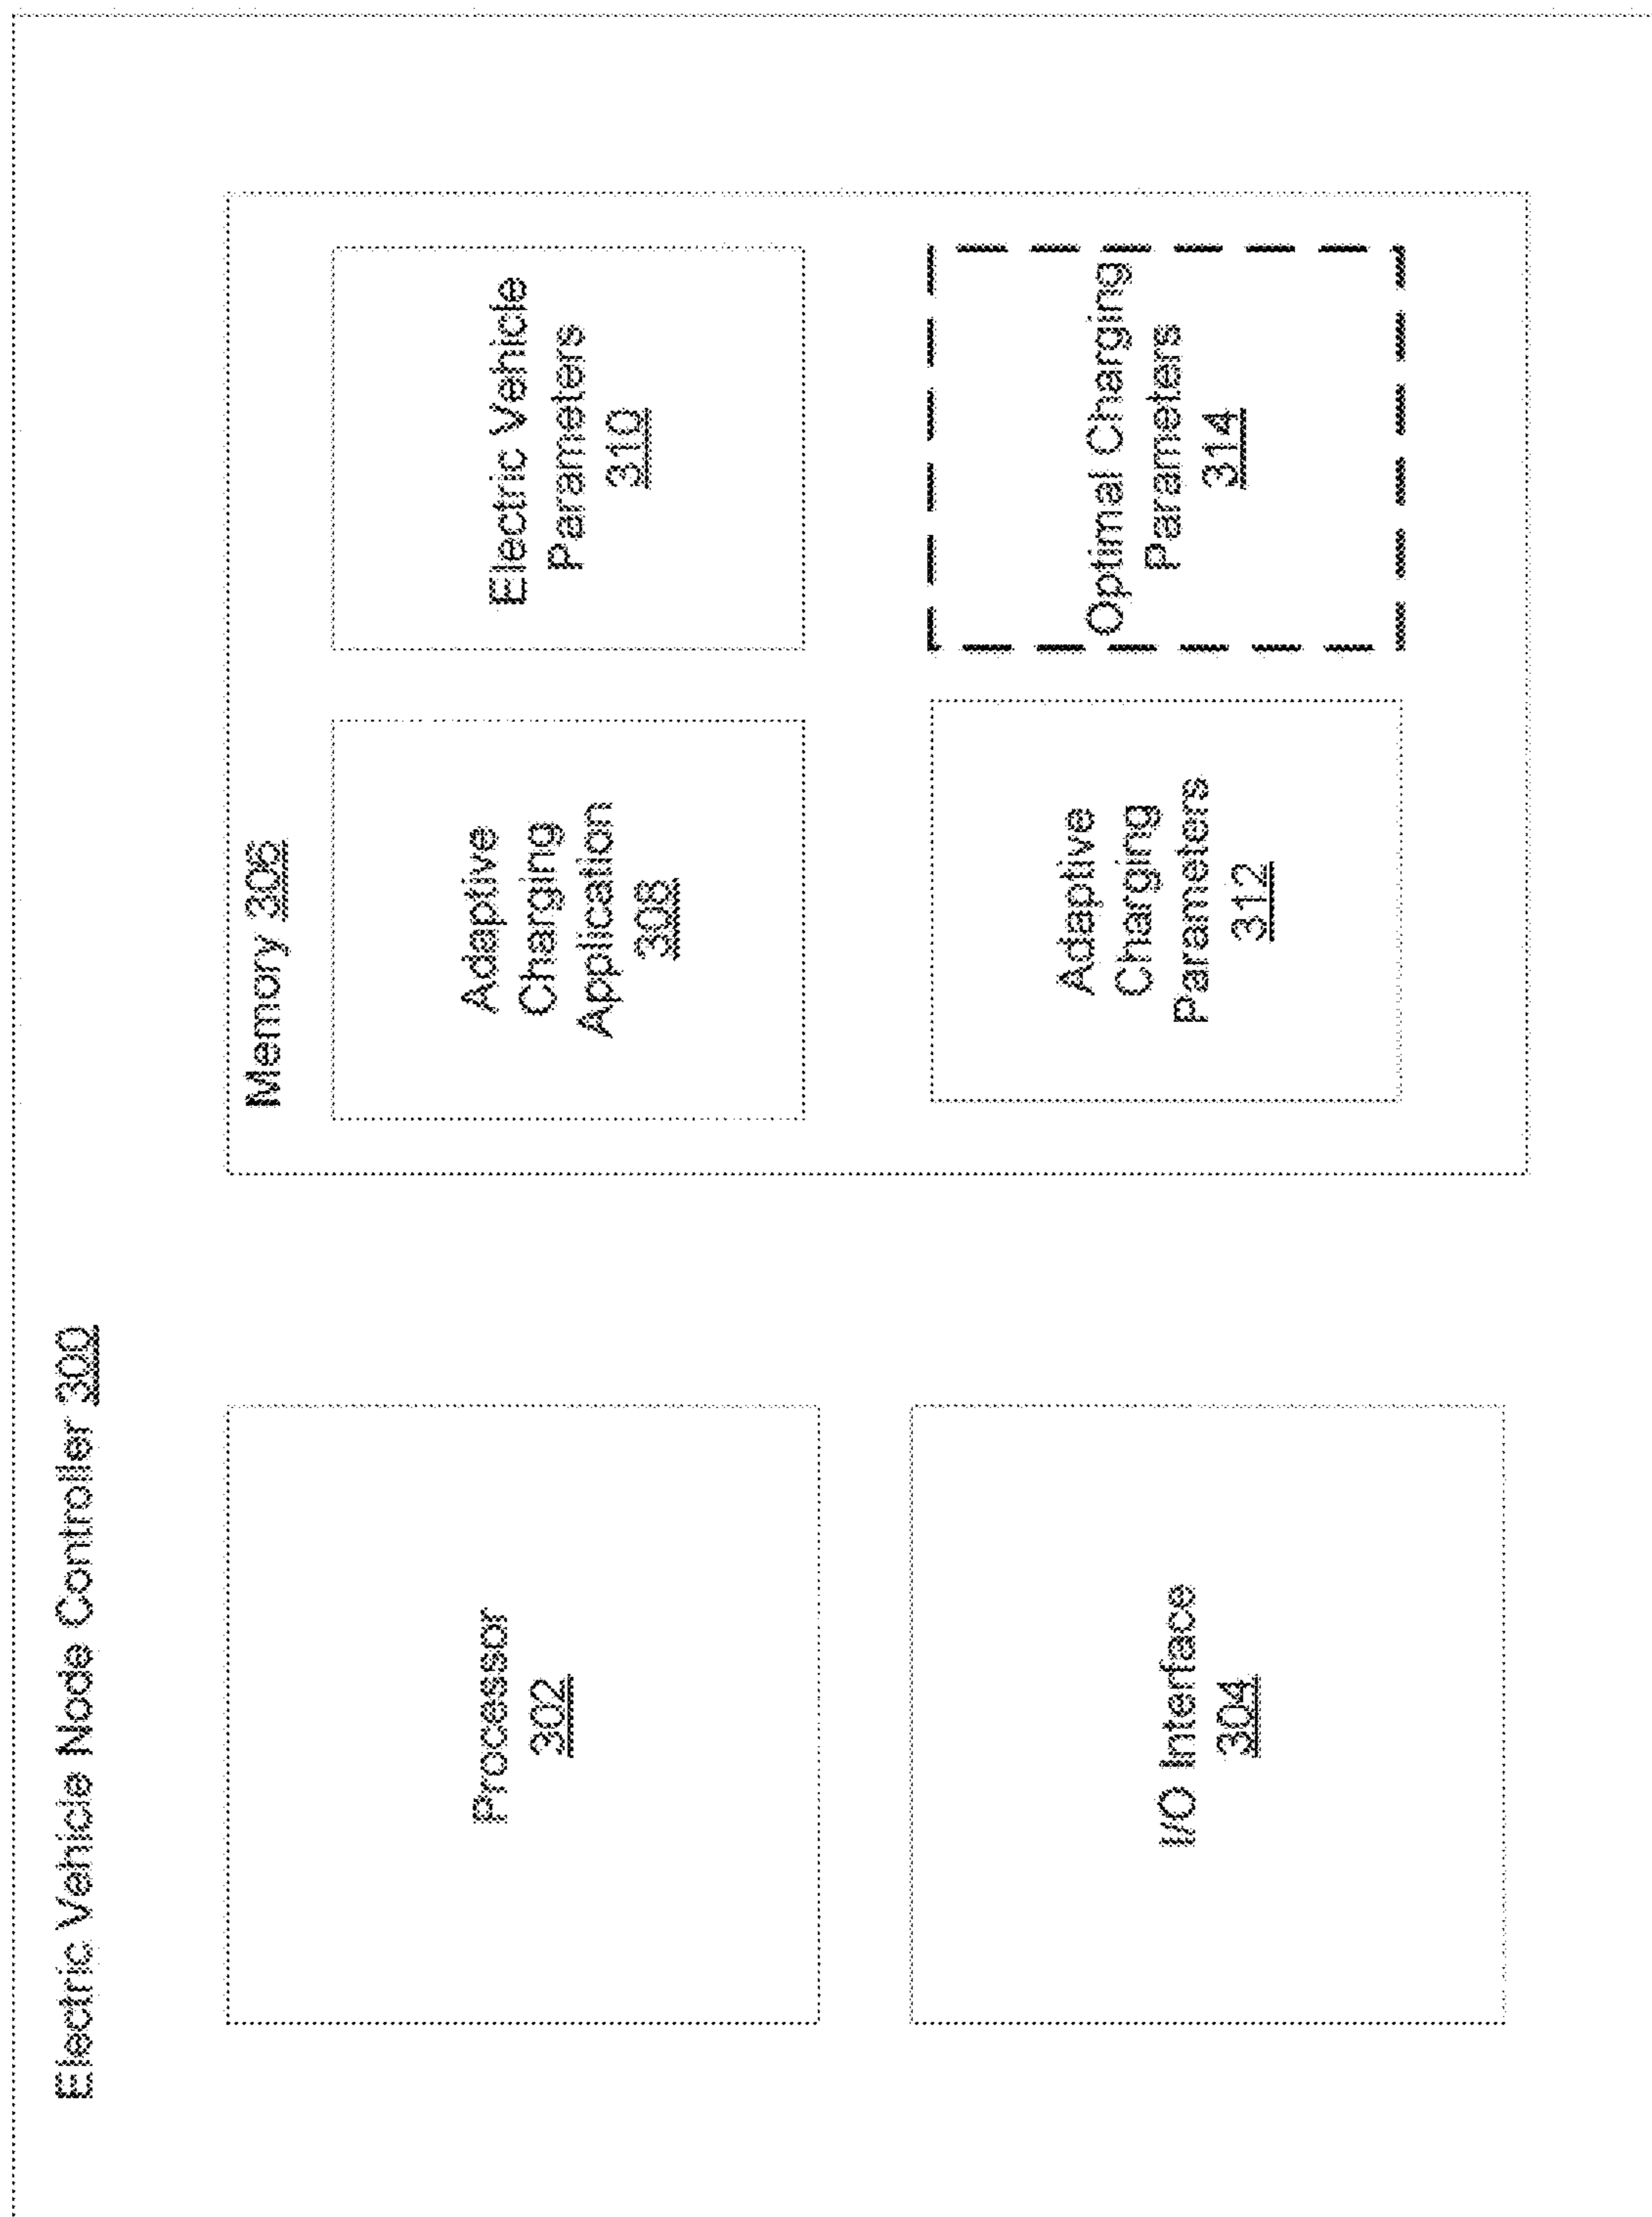 Electric Vehicle Node Controller 300
Processor
302
I/O Interface
304
Memory 306
Adaptive
Charging
Application
308
Electric Vehicle
Parameters
310
Adaptive
Charging
Parameters
312
Optimal Charging
Parameters
314